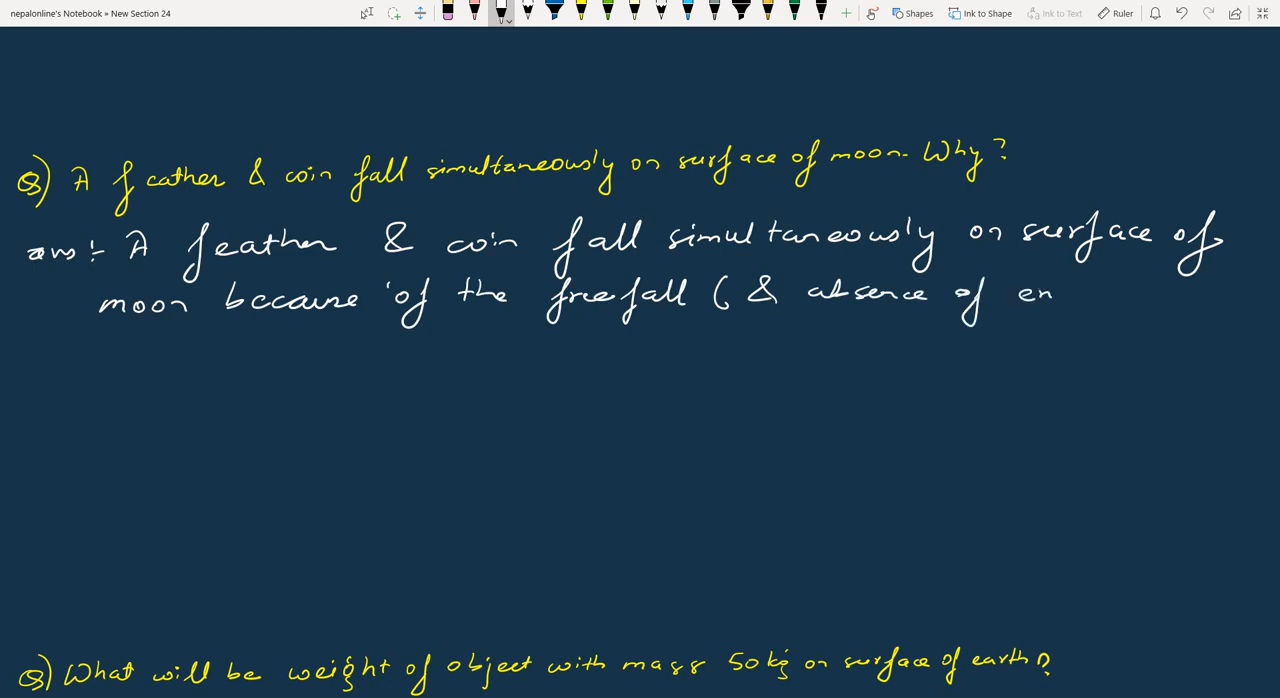 nepalonline's Notebook » New Section 24
Shapes Ink to Shape Ink to Text Ruler
Q) A feather & coin fall simultaneously on surface of moon. Why?
ans :- A feather & coin fall simultaneously on surface of
moon because of the freefall ( & absence of en
Q) What will be weight of object with mass 50 kg on surface of earth?